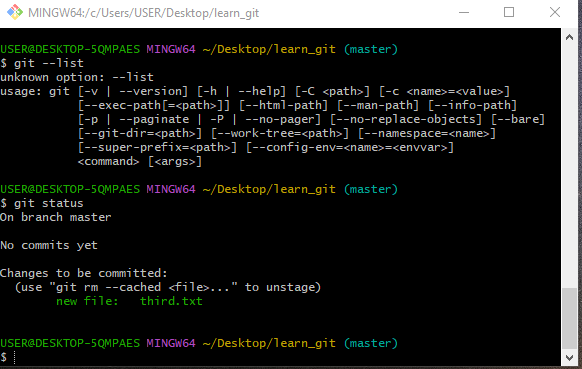 MINGW64:/c/Users/USER/Desktop/learn_git
USER@DESKTOP-5QMPAES MINGW64 ~/Desktop/learn_git (master)
$ git --list
unknown option: --list
usage: git [-v | --version] [-h | --help] [-C <path>] [-c <name>=<value>]
           [--exec-path[=<path>]] [--html-path] [--man-path] [--info-path]
           [-p | --paginate | -P | --no-pager] [--no-replace-objects] [--bare]
           [--git-dir=<path>] [--work-tree=<path>] [--namespace=<name>]
           [--super-prefix=<path>] [--config-env=<name>=<envvar>]
           <command> [<args>]
USER@DESKTOP-5QMPAES MINGW64 ~/Desktop/learn_git (master)
$ git status
On branch master
No commits yet
Changes to be committed:
  (use "git rm --cached <file>..." to unstage)
        new file:   third.txt
USER@DESKTOP-5QMPAES MINGW64 ~/Desktop/learn_git (master)
$